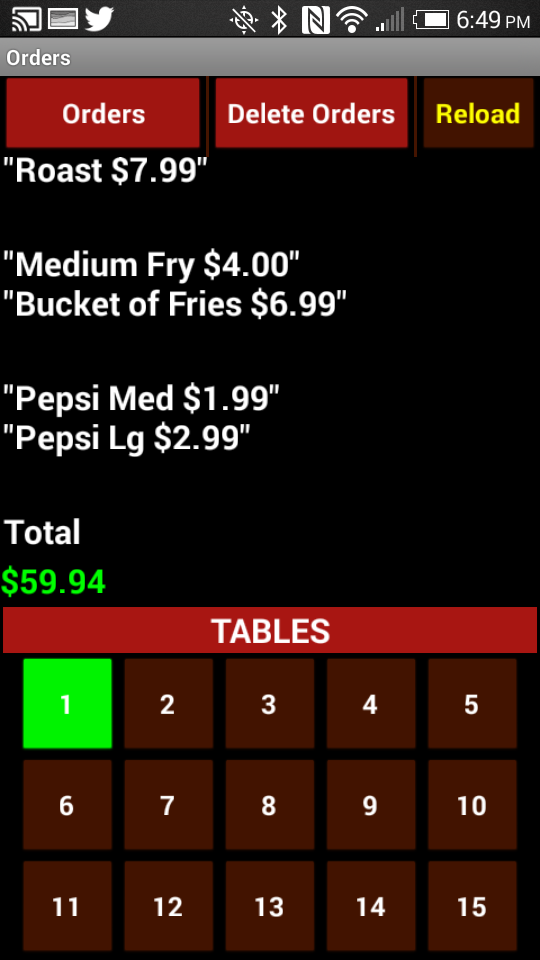 6:49 PM
Orders
Orders Delete Orders Reload
"Roast $7.99"
"Medium Fry $4.00"
"Bucket of Fries $6.99"
"Pepsi Med $1.99"
"Pepsi Lg $2.99"
Total
$59.94
TABLES
1 2 3 4 5
6 7 8 9 10
11 12 13 14 15